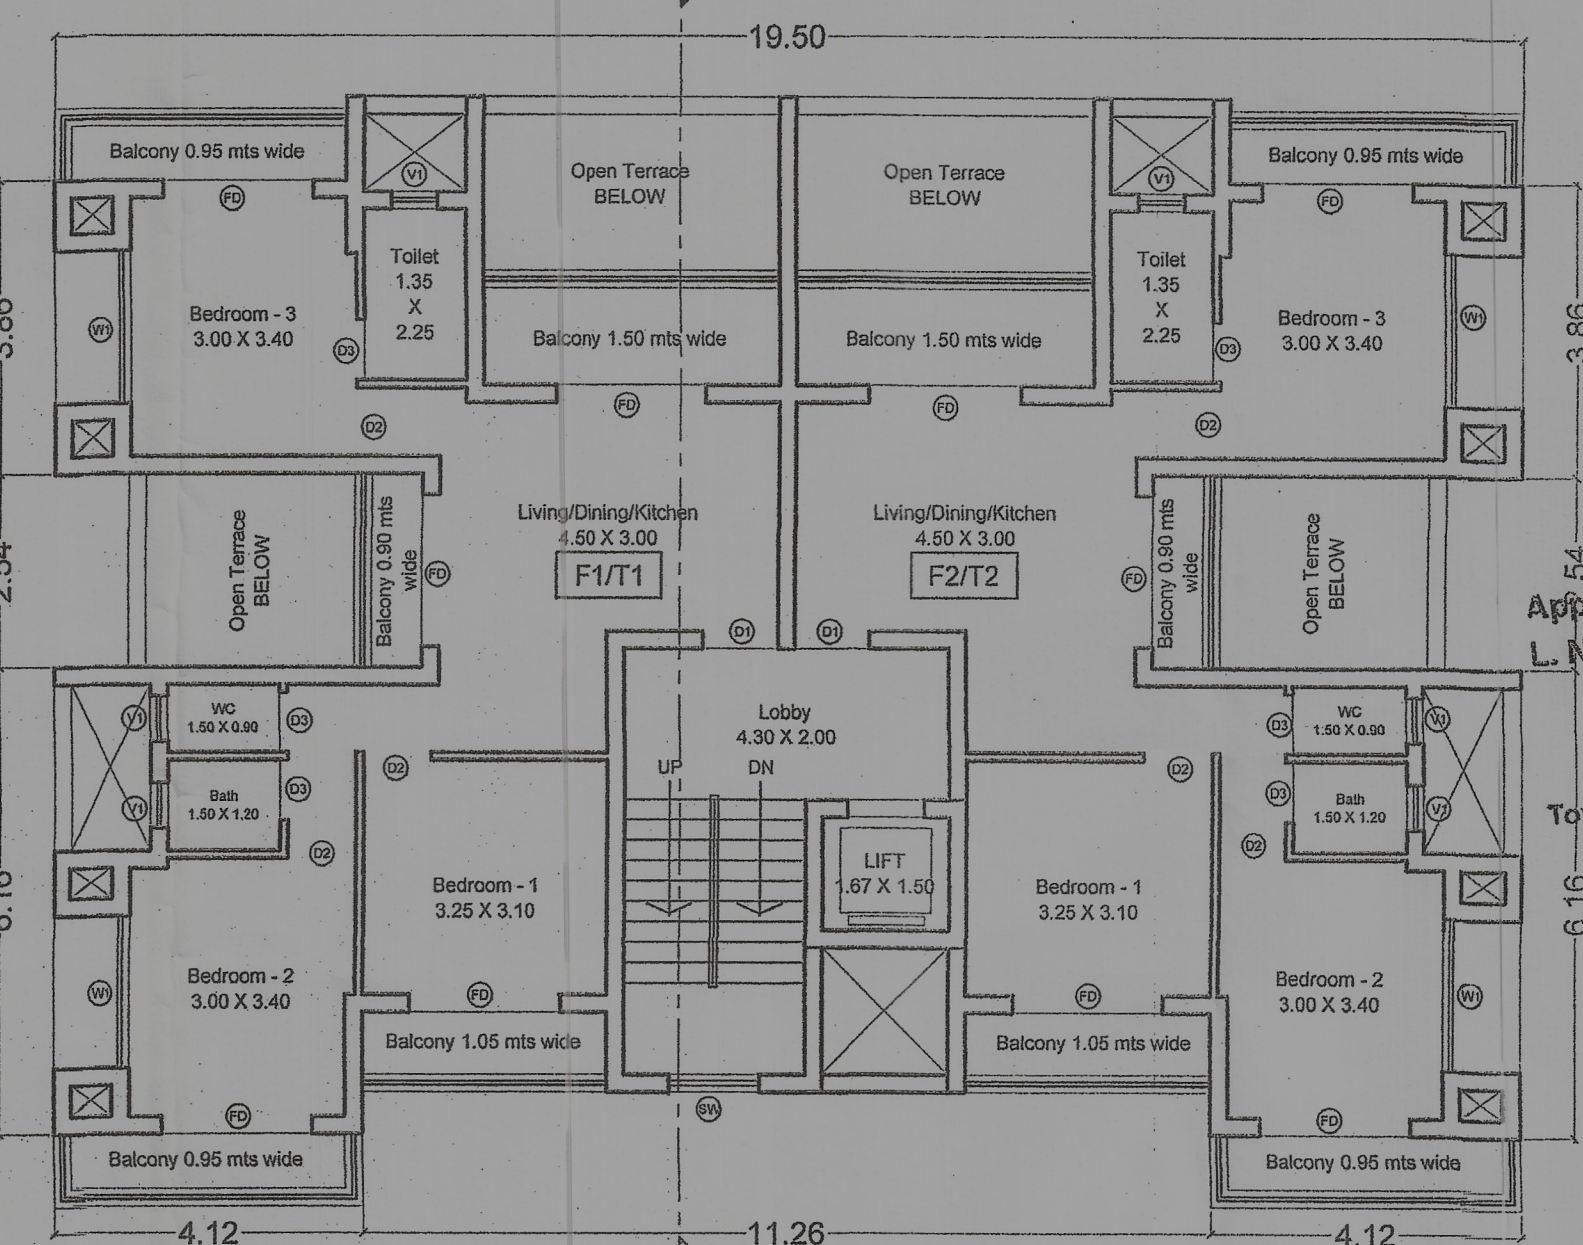 19.50
Balcony 0.95 mts wide
V1
Open Terrace
BELOW
Open Terrace
BELOW
V1
Balcony 0.95 mts wide
FD
FD
Toilet
1.35
X
2.25
Toilet
1.35
X
2.25
3.86
W1
Bedroom - 3
3.00 X 3.40
D3
Balcony 1.50 mts wide
Balcony 1.50 mts wide
D3
Bedroom - 3
3.00 X 3.40
W1
3.86
D2
FD
FD
D2
2.54
Open Terrace
BELOW
Balcony 0.90 mts
wide
FD
Living/Dining/Kitchen
4.50 X 3.00
F1/T1
Living/Dining/Kitchen
4.50 X 3.00
F2/T2
FD
Balcony 0.90 mts
wide
Open Terrace
BELOW
54
D1
D1
V1
WC
1.50 X 0.90
D3
Lobby
4.30 X 2.00
D3
WC
1.50 X 0.90
V1
D2
UP
DN
D2
V1
Bath
1.50 X 1.20
D3
D3
Bath
1.50 X 1.20
V1
D2
D2
Bedroom - 1
3.25 X 3.10
LIFT
1.67 X 1.50
Bedroom - 1
3.25 X 3.10
6.16
W1
Bedroom - 2
3.00 X 3.40
FD
FD
Bedroom - 2
3.00 X 3.40
W1
6.16
Balcony 1.05 mts wide
Balcony 1.05 mts wide
FD
SW
FD
Balcony 0.95 mts wide
Balcony 0.95 mts wide
4.12
11.26
4.12